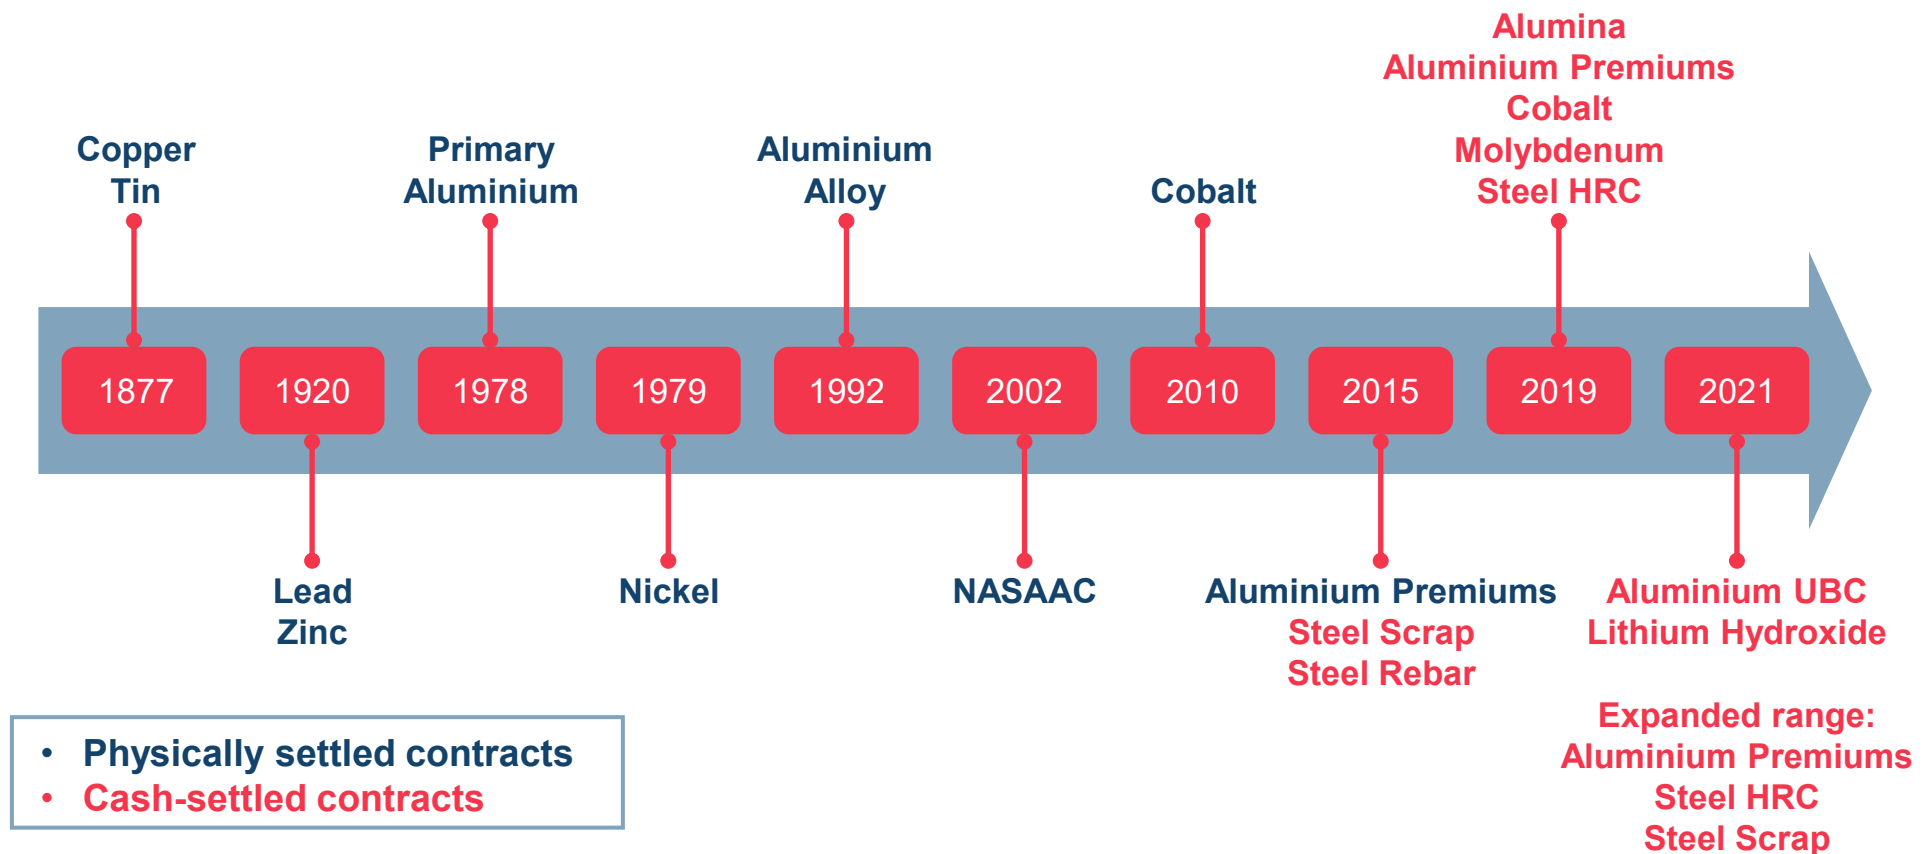 Alumina
Aluminium Premiums
Cobalt
Molybdenum
Steel HRC
Copper
Tin
Primary
Aluminium
Aluminium
Alloy
Cobalt
1877
1920
1978
1979
1992
2002
2010
2015
2019
2021
Lead
Zinc
Nickel
NASAAC
Aluminium Premiums
Steel Scrap
Steel Rebar
Aluminium UBC
Lithium Hydroxide
Expanded range:
Aluminium Premiums
Steel HRC
Steel Scrap
• Physically settled contracts
• Cash-settled contracts